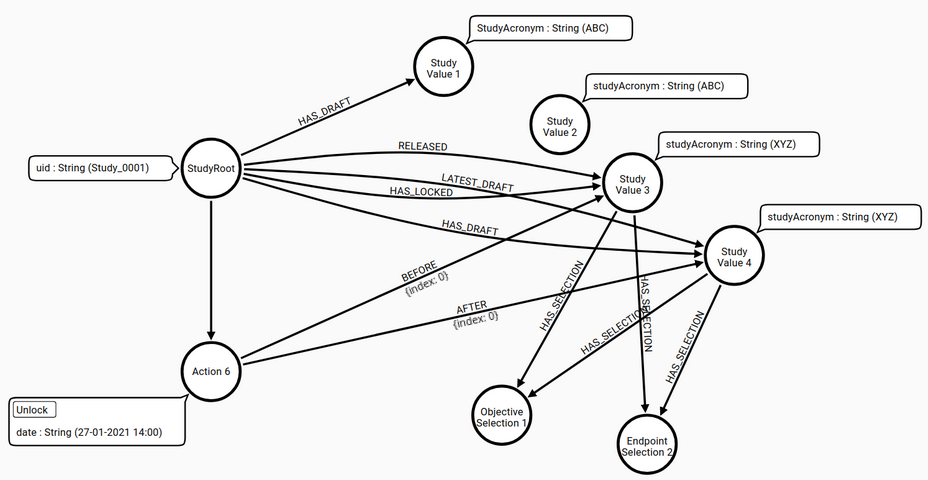 StudyAcronym : String (ABC)
Study
Value 1
studyAcronym : String (ABC)
HAS_DRAFT
Study
Value 2
RELEASED
studyAcronym : String (XYZ)
uid : String (Study_0001)
StudyRoot
LATEST_DRAFT
HAS_LOCKED
Study
Value 3
studyAcronym : String (XYZ)
HAS_DRAFT
Study
Value 4
BEFORE
{index: 0}
AFTER
{index: 0}
HAS_SELECTION
HAS_SELECTION
HAS_SELECTION
HAS_SELECTION
Action 6
Unlock
date : String (27-01-2021 14:00)
Objective
Selection 1
Endpoint
Selection 2